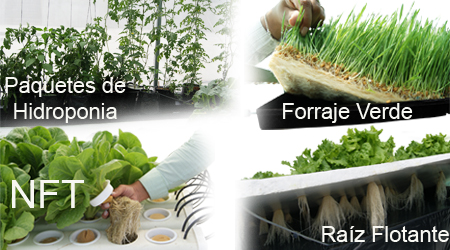 Paquetes de
Hidroponia
Forraje Verde
NFT
Raíz Flotante